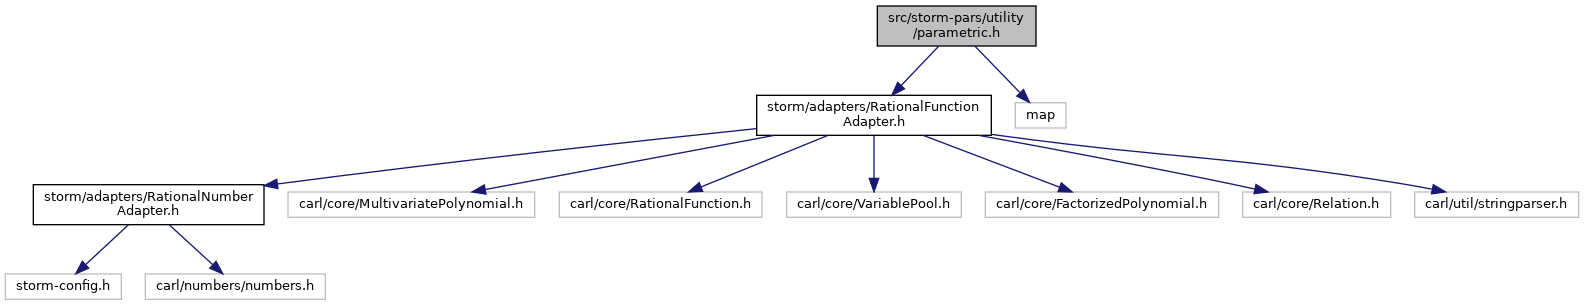 src/storm-pars/utility
/parametric.h
storm/adapters/RationalFunction
Adapter.h
map
storm/adapters/RationalNumber
Adapter.h
carl/core/MultivariatePolynomial.h
carl/core/RationalFunction.h
carl/core/VariablePool.h
carl/core/FactorizedPolynomial.h
carl/core/Relation.h
carl/util/stringparser.h
storm-config.h
carl/numbers/numbers.h